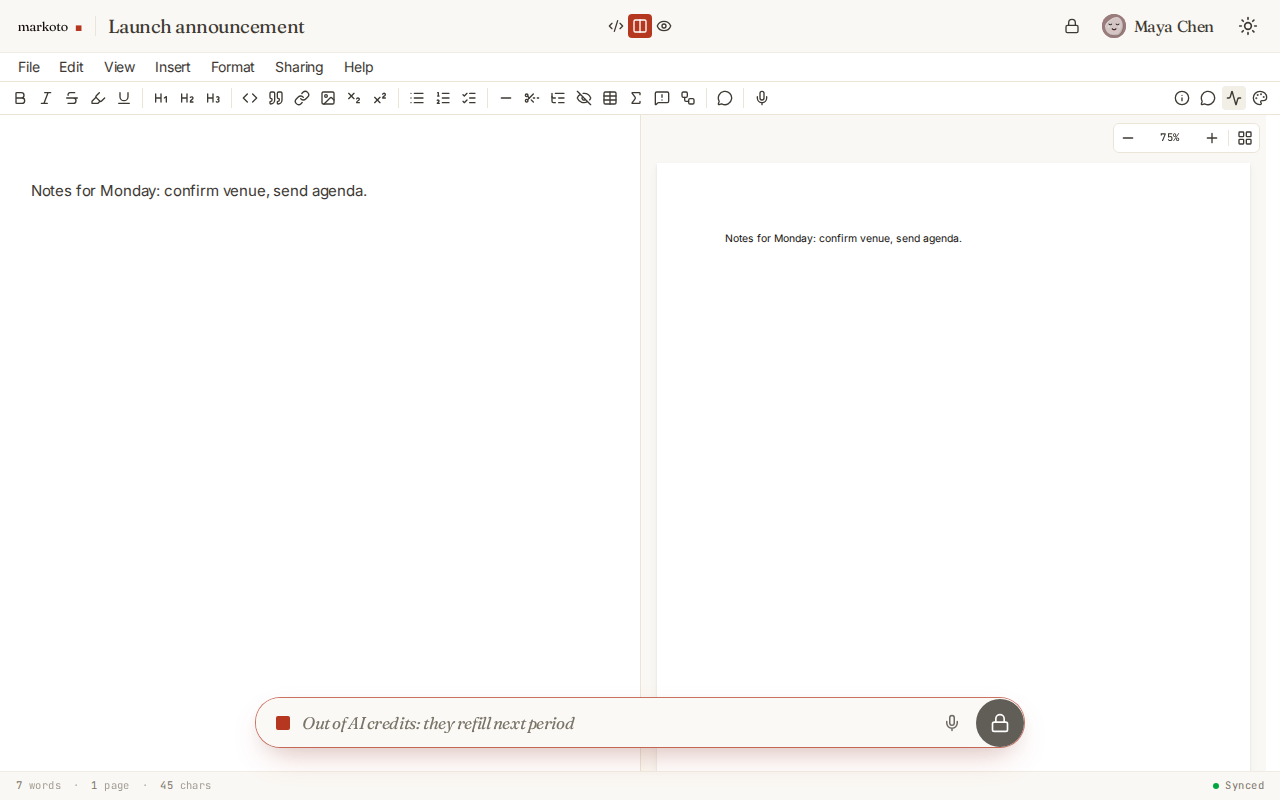 markoto
Launch announcement
Maya Chen
File Edit View Insert Format Sharing Help
H1 H2 H3
75%
Notes for Monday: confirm venue, send agenda.
Notes for Monday: confirm venue, send agenda.
Out of AI credits: they refill next period
7 words · 1 page · 45 chars
Synced